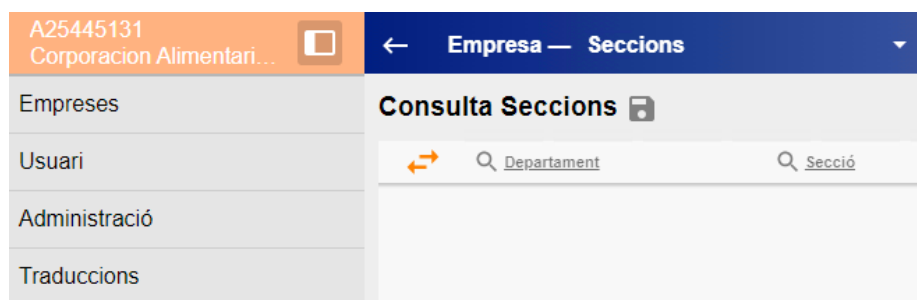 A25445131
Corporacion Alimentari...
Empreses
Usuari
Administració
Traduccions
Empresa — Seccions
Consulta Seccions
Departament
Secció